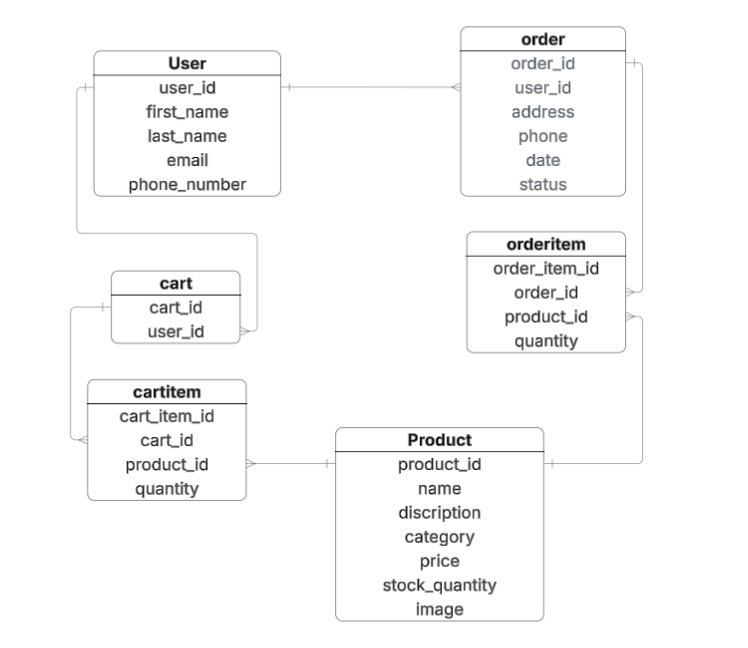 User
user_id
first_name
last_name
email
phone_number
order
order_id
user_id
address
phone
date
status
cart
cart_id
user_id
orderitem
order_item_id
order_id
product_id
quantity
cartitem
cart_item_id
cart_id
product_id
quantity
Product
product_id
name
discription
category
price
stock_quantity
image